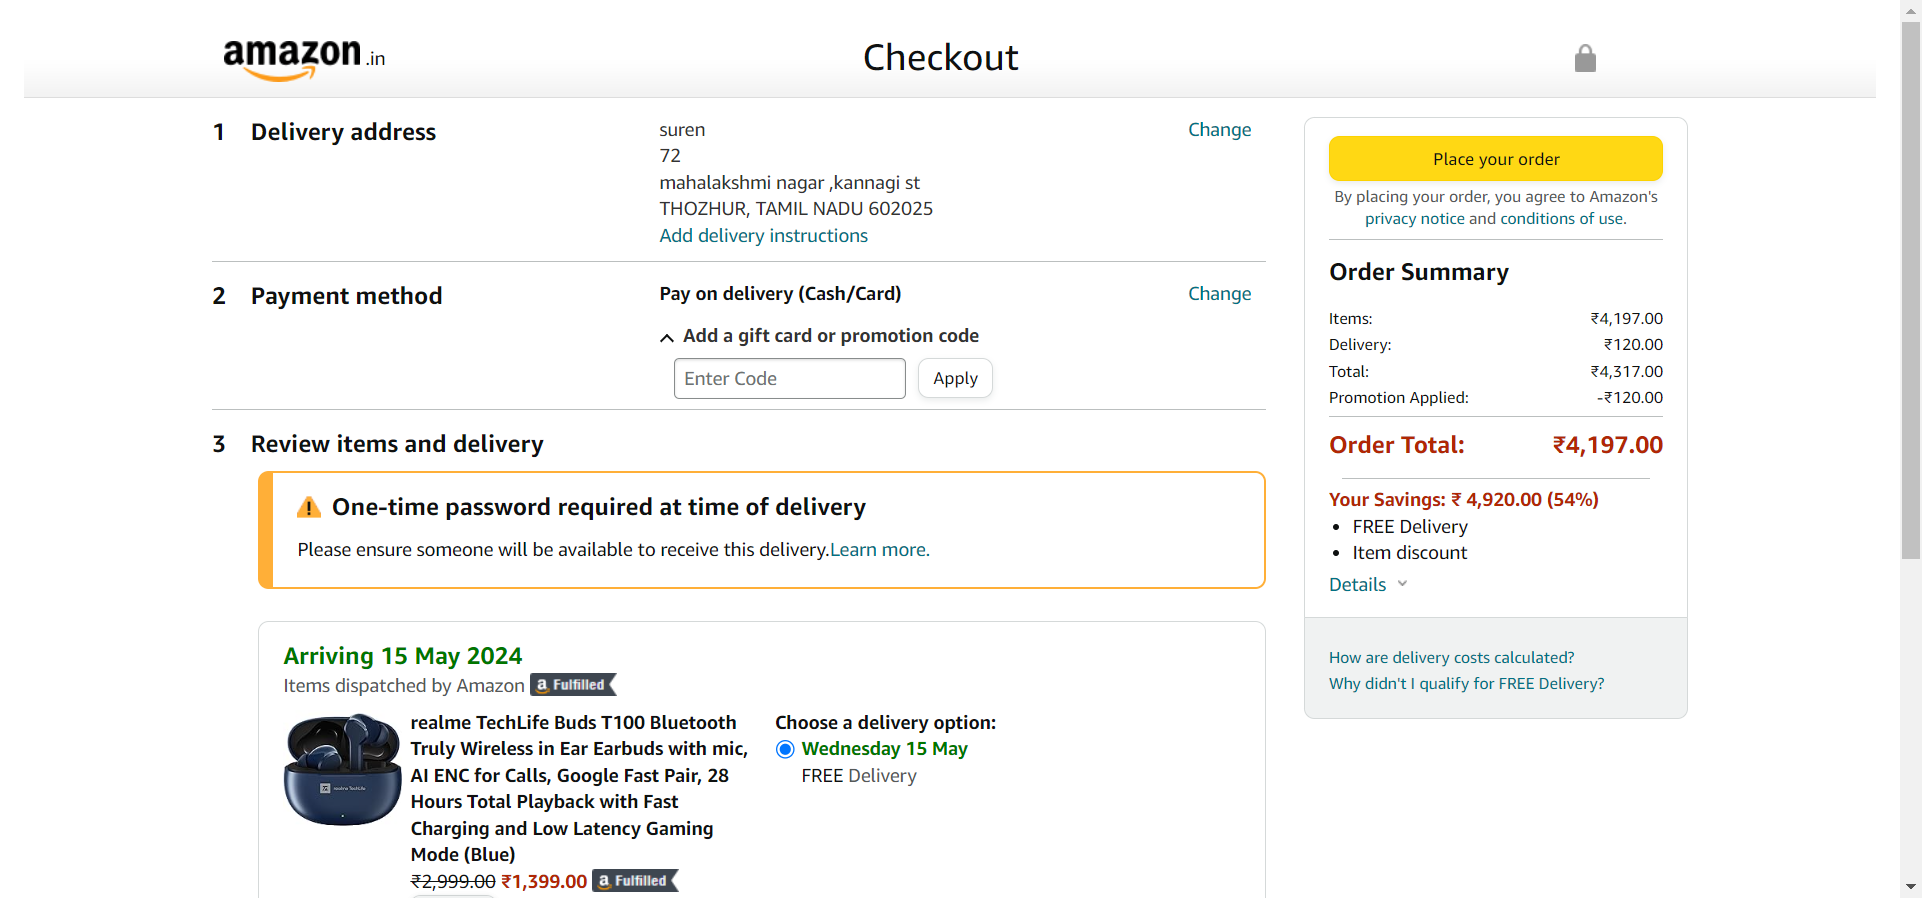 amazon.in
Checkout
1 Delivery address
suren
72
mahalakshmi nagar ,kannagi st
THOZHUR, TAMIL NADU 602025
Add delivery instructions
Change
2 Payment method
Pay on delivery (Cash/Card)
Change
Add a gift card or promotion code
Enter Code
Apply
3 Review items and delivery
One-time password required at time of delivery
Please ensure someone will be available to receive this delivery.Learn more.
Arriving 15 May 2024
Items dispatched by Amazon a Fulfilled
realme TechLife
realme TechLife Buds T100 Bluetooth
Truly Wireless in Ear Earbuds with mic,
AI ENC for Calls, Google Fast Pair, 28
Hours Total Playback with Fast
Charging and Low Latency Gaming
Mode (Blue)
₹2,999.00 ₹1,399.00 a Fulfilled
Choose a delivery option:
Wednesday 15 May
FREE Delivery
Place your order
By placing your order, you agree to Amazon's
privacy notice and conditions of use.
Order Summary
Items: ₹4,197.00
Delivery: ₹120.00
Total: ₹4,317.00
Promotion Applied: -₹120.00
Order Total: ₹4,197.00
Your Savings: ₹ 4,920.00 (54%)
• FREE Delivery
• Item discount
Details
How are delivery costs calculated?
Why didn't I qualify for FREE Delivery?